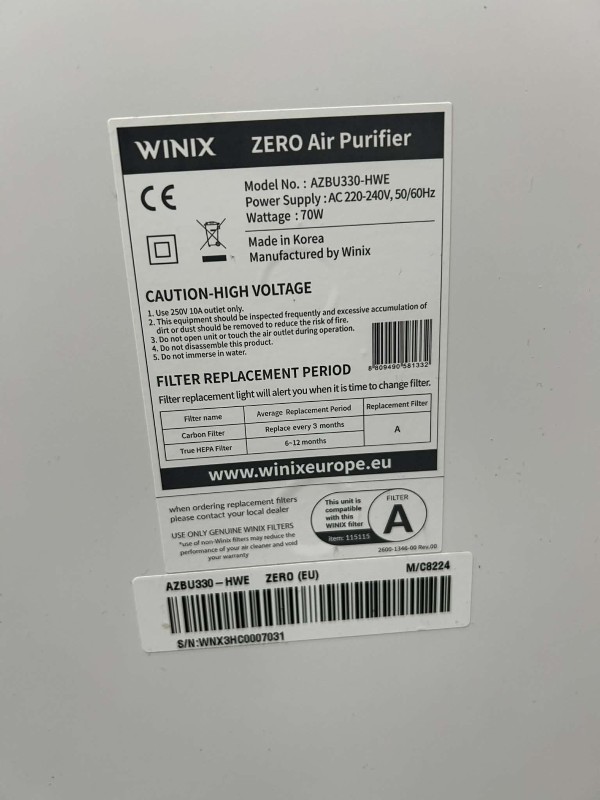 WINIX ZERO Air Purifier
CE
Model No. : AZBU330-HWE
Power Supply : AC 220-240V, 50/60Hz
Wattage : 70W
Made in Korea
Manufactured by Winix
CAUTION-HIGH VOLTAGE
1. Use 250V 10A outlet only.
2. This equipment should be inspected frequently and excessive accumulation of
dirt or dust should be removed to reduce the risk of fire.
3. Do not open unit or touch the air outlet during operation.
4. Do not disassemble this product.
5. Do not immerse in water.
8 809490 581332
FILTER REPLACEMENT PERIOD
Filter replacement light will alert you when it is time to change filter.
Filter name Average Replacement Period Replacement Filter
Carbon Filter Replace every 3 months A
True HEPA Filter 6~12 months
www.winixeurope.eu
when ordering replacement filters
please contact your local dealer
USE ONLY GENUINE WINIX FILTERS
*use of non-Winix filters may reduce the
performance of your air cleaner and void
your warranty
This unit is
compatible
with this
WINIX filter
item: 115115
FILTER
A
2600-1346-00 Rev.00
AZBU330-HWE ZERO (EU) M/C8224
S/N:WNX3HC0007031